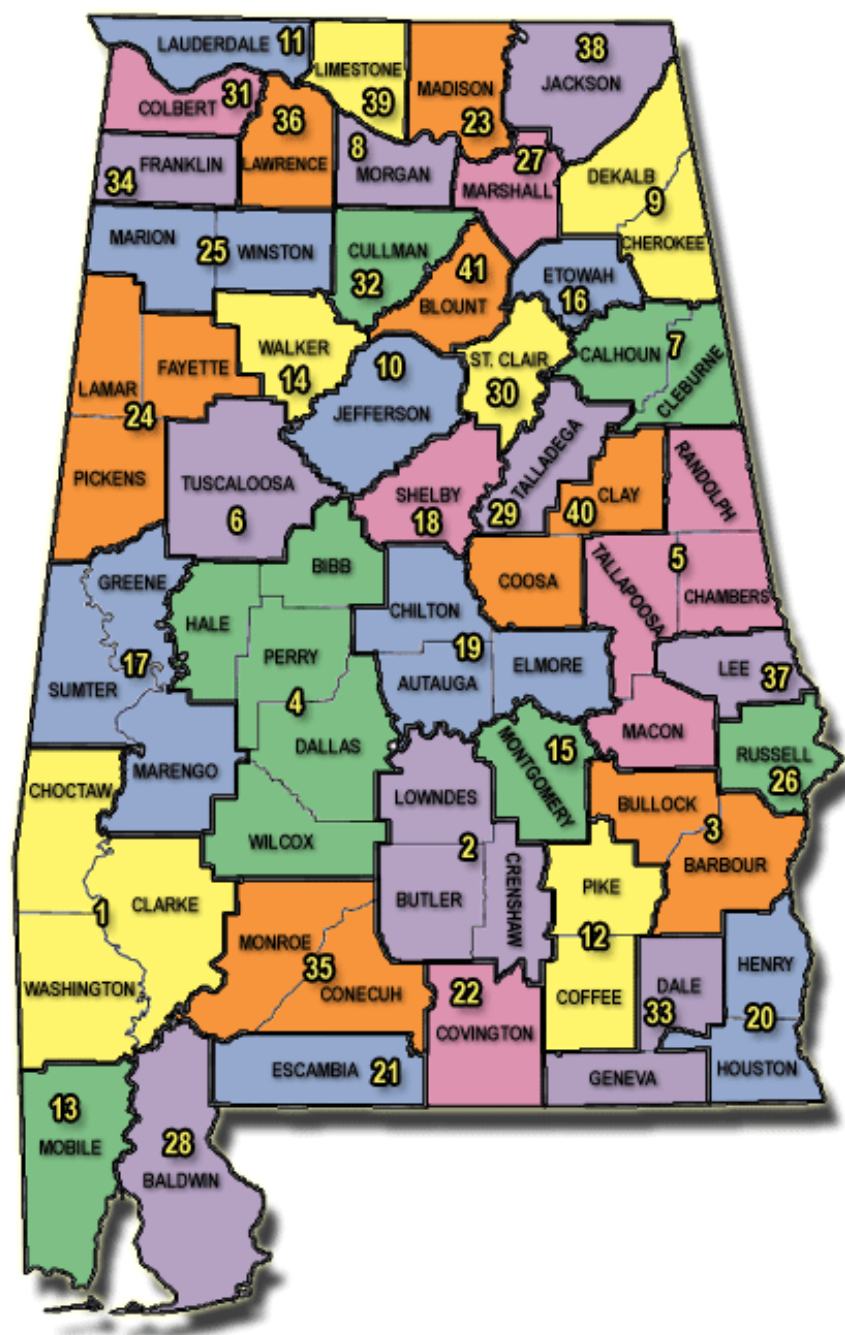 LAUDERDALE 11
38
LIMESTONE
MADISON
JACKSON
31
COLBERT
36
39
23
8
27
FRANKLIN
LAWRENCE
MORGAN
MARSHALL
DEKALB
34
9
MARION
25
WINSTON
CULLMAN
41
CHEROKEE
32
BLOUNT
ETOWAH
16
WALKER
14
10
ST. CLAIR
30
CALHOUN
7
CLEBURNE
LAMAR
FAYETTE
JEFFERSON
24
PICKENS
TUSCALOOSA
6
SHELBY
18
TALLADEGA
29
CLAY
40
RANDOLPH
GREENE
BIBB
COOSA
TALLAPOOSA
5
CHAMBERS
HALE
CHILTON
PERRY
19
ELMORE
LEE
37
17
SUMTER
AUTAUGA
4
DALLAS
MACON
MARENGO
MONTGOMERY
15
RUSSELL
26
CHOCTAW
LOWNDES
BULLOCK
3
BARBOUR
WILCOX
2
CRENSHAW
PIKE
1
CLARKE
BUTLER
12
MONROE
35
CONECUH
WASHINGTON
22
COVINGTON
COFFEE
DALE
33
HENRY
20
HOUSTON
ESCAMBIA 21
GENEVA
13
MOBILE
28
BALDWIN